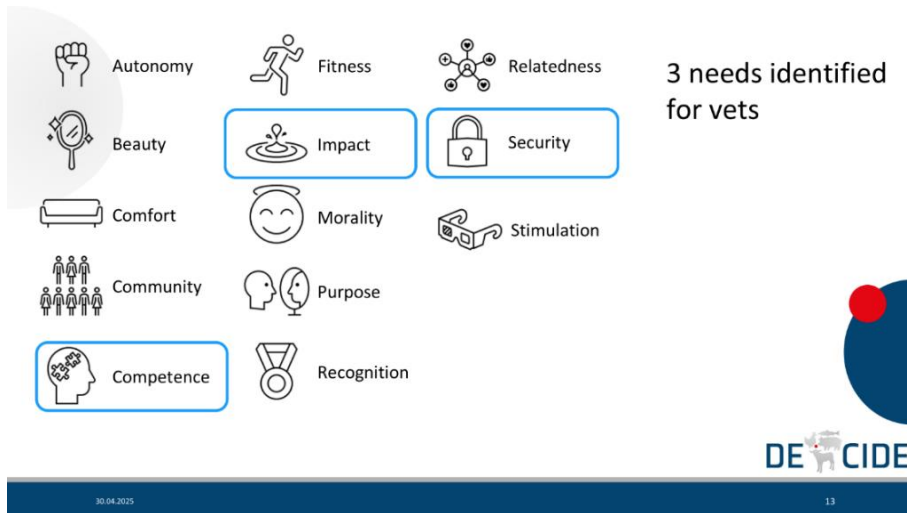 Autonomy
Beauty
Comfort
Community
Competence
Fitness
Impact
Morality
Purpose
Recognition
Relatedness
Security
Stimulation
3 needs identified
for vets
DECIDE
30.04.2025
13